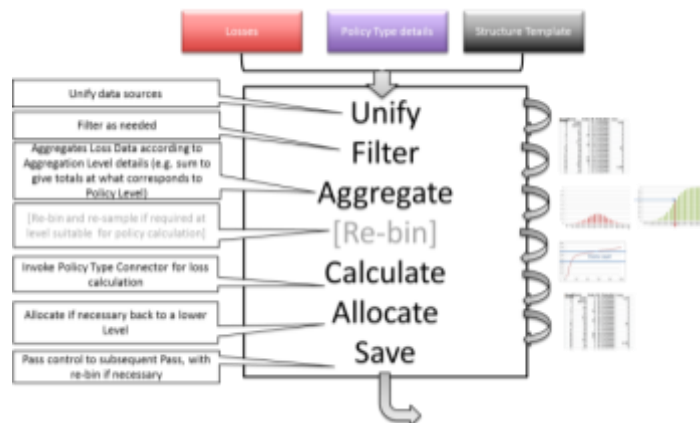 Losses
Policy Type details
Structure Template
Unify data sources
Unify
Filter as needed
Filter
Aggregates Loss Data according to
Aggregation Level details (e.g. sum to
give totals at what corresponds to
Policy Level)
Aggregate
[Re-bin and re-sample if required at
level suitable for policy calculation]
[Re-bin]
Invoke Policy Type Connector for loss
calculation
Calculate
Allocate if necessary back to a lower
Level
Allocate
Pass control to subsequent Pass, with
re-bin if necessary
Save